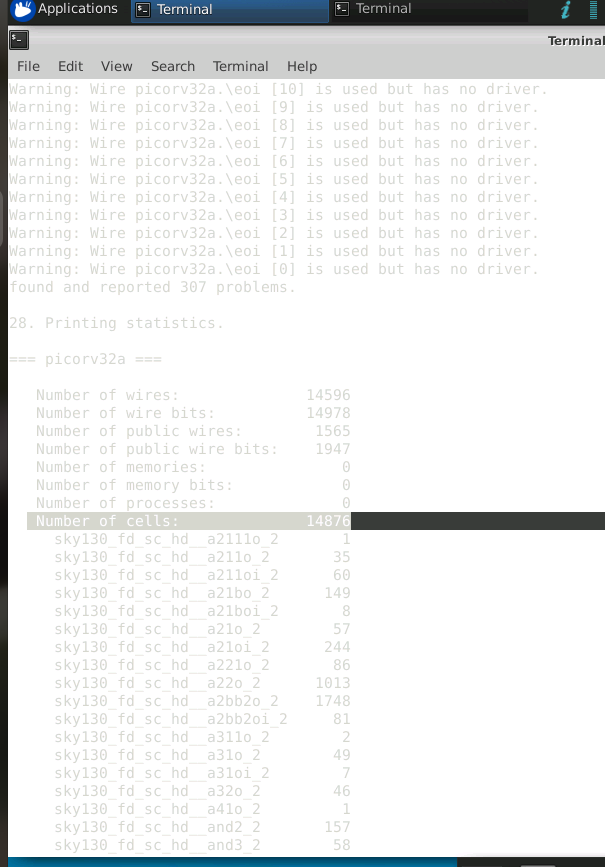 Applications Terminal Terminal
Terminal
File Edit View Search Terminal Help
Warning: Wire picorv32a.\eoi [10] is used but has no driver.
Warning: Wire picorv32a.\eoi [9] is used but has no driver.
Warning: Wire picorv32a.\eoi [8] is used but has no driver.
Warning: Wire picorv32a.\eoi [7] is used but has no driver.
Warning: Wire picorv32a.\eoi [6] is used but has no driver.
Warning: Wire picorv32a.\eoi [5] is used but has no driver.
Warning: Wire picorv32a.\eoi [4] is used but has no driver.
Warning: Wire picorv32a.\eoi [3] is used but has no driver.
Warning: Wire picorv32a.\eoi [2] is used but has no driver.
Warning: Wire picorv32a.\eoi [1] is used but has no driver.
Warning: Wire picorv32a.\eoi [0] is used but has no driver.
found and reported 307 problems.
28. Printing statistics.
=== picorv32a ===
Number of wires: 14596
Number of wire bits: 14978
Number of public wires: 1565
Number of public wire bits: 1947
Number of memories: 0
Number of memory bits: 0
Number of processes: 0
Number of cells: 14876
sky130_fd_sc_hd__a2111o_2 1
sky130_fd_sc_hd__a211o_2 35
sky130_fd_sc_hd__a211oi_2 60
sky130_fd_sc_hd__a21bo_2 149
sky130_fd_sc_hd__a21boi_2 8
sky130_fd_sc_hd__a21o_2 57
sky130_fd_sc_hd__a21oi_2 244
sky130_fd_sc_hd__a221o_2 86
sky130_fd_sc_hd__a22o_2 1013
sky130_fd_sc_hd__a2bb2o_2 1748
sky130_fd_sc_hd__a2bb2oi_2 81
sky130_fd_sc_hd__a311o_2 2
sky130_fd_sc_hd__a31o_2 49
sky130_fd_sc_hd__a31oi_2 7
sky130_fd_sc_hd__a32o_2 46
sky130_fd_sc_hd__a41o_2 1
sky130_fd_sc_hd__and2_2 157
sky130_fd_sc_hd__and3_2 58